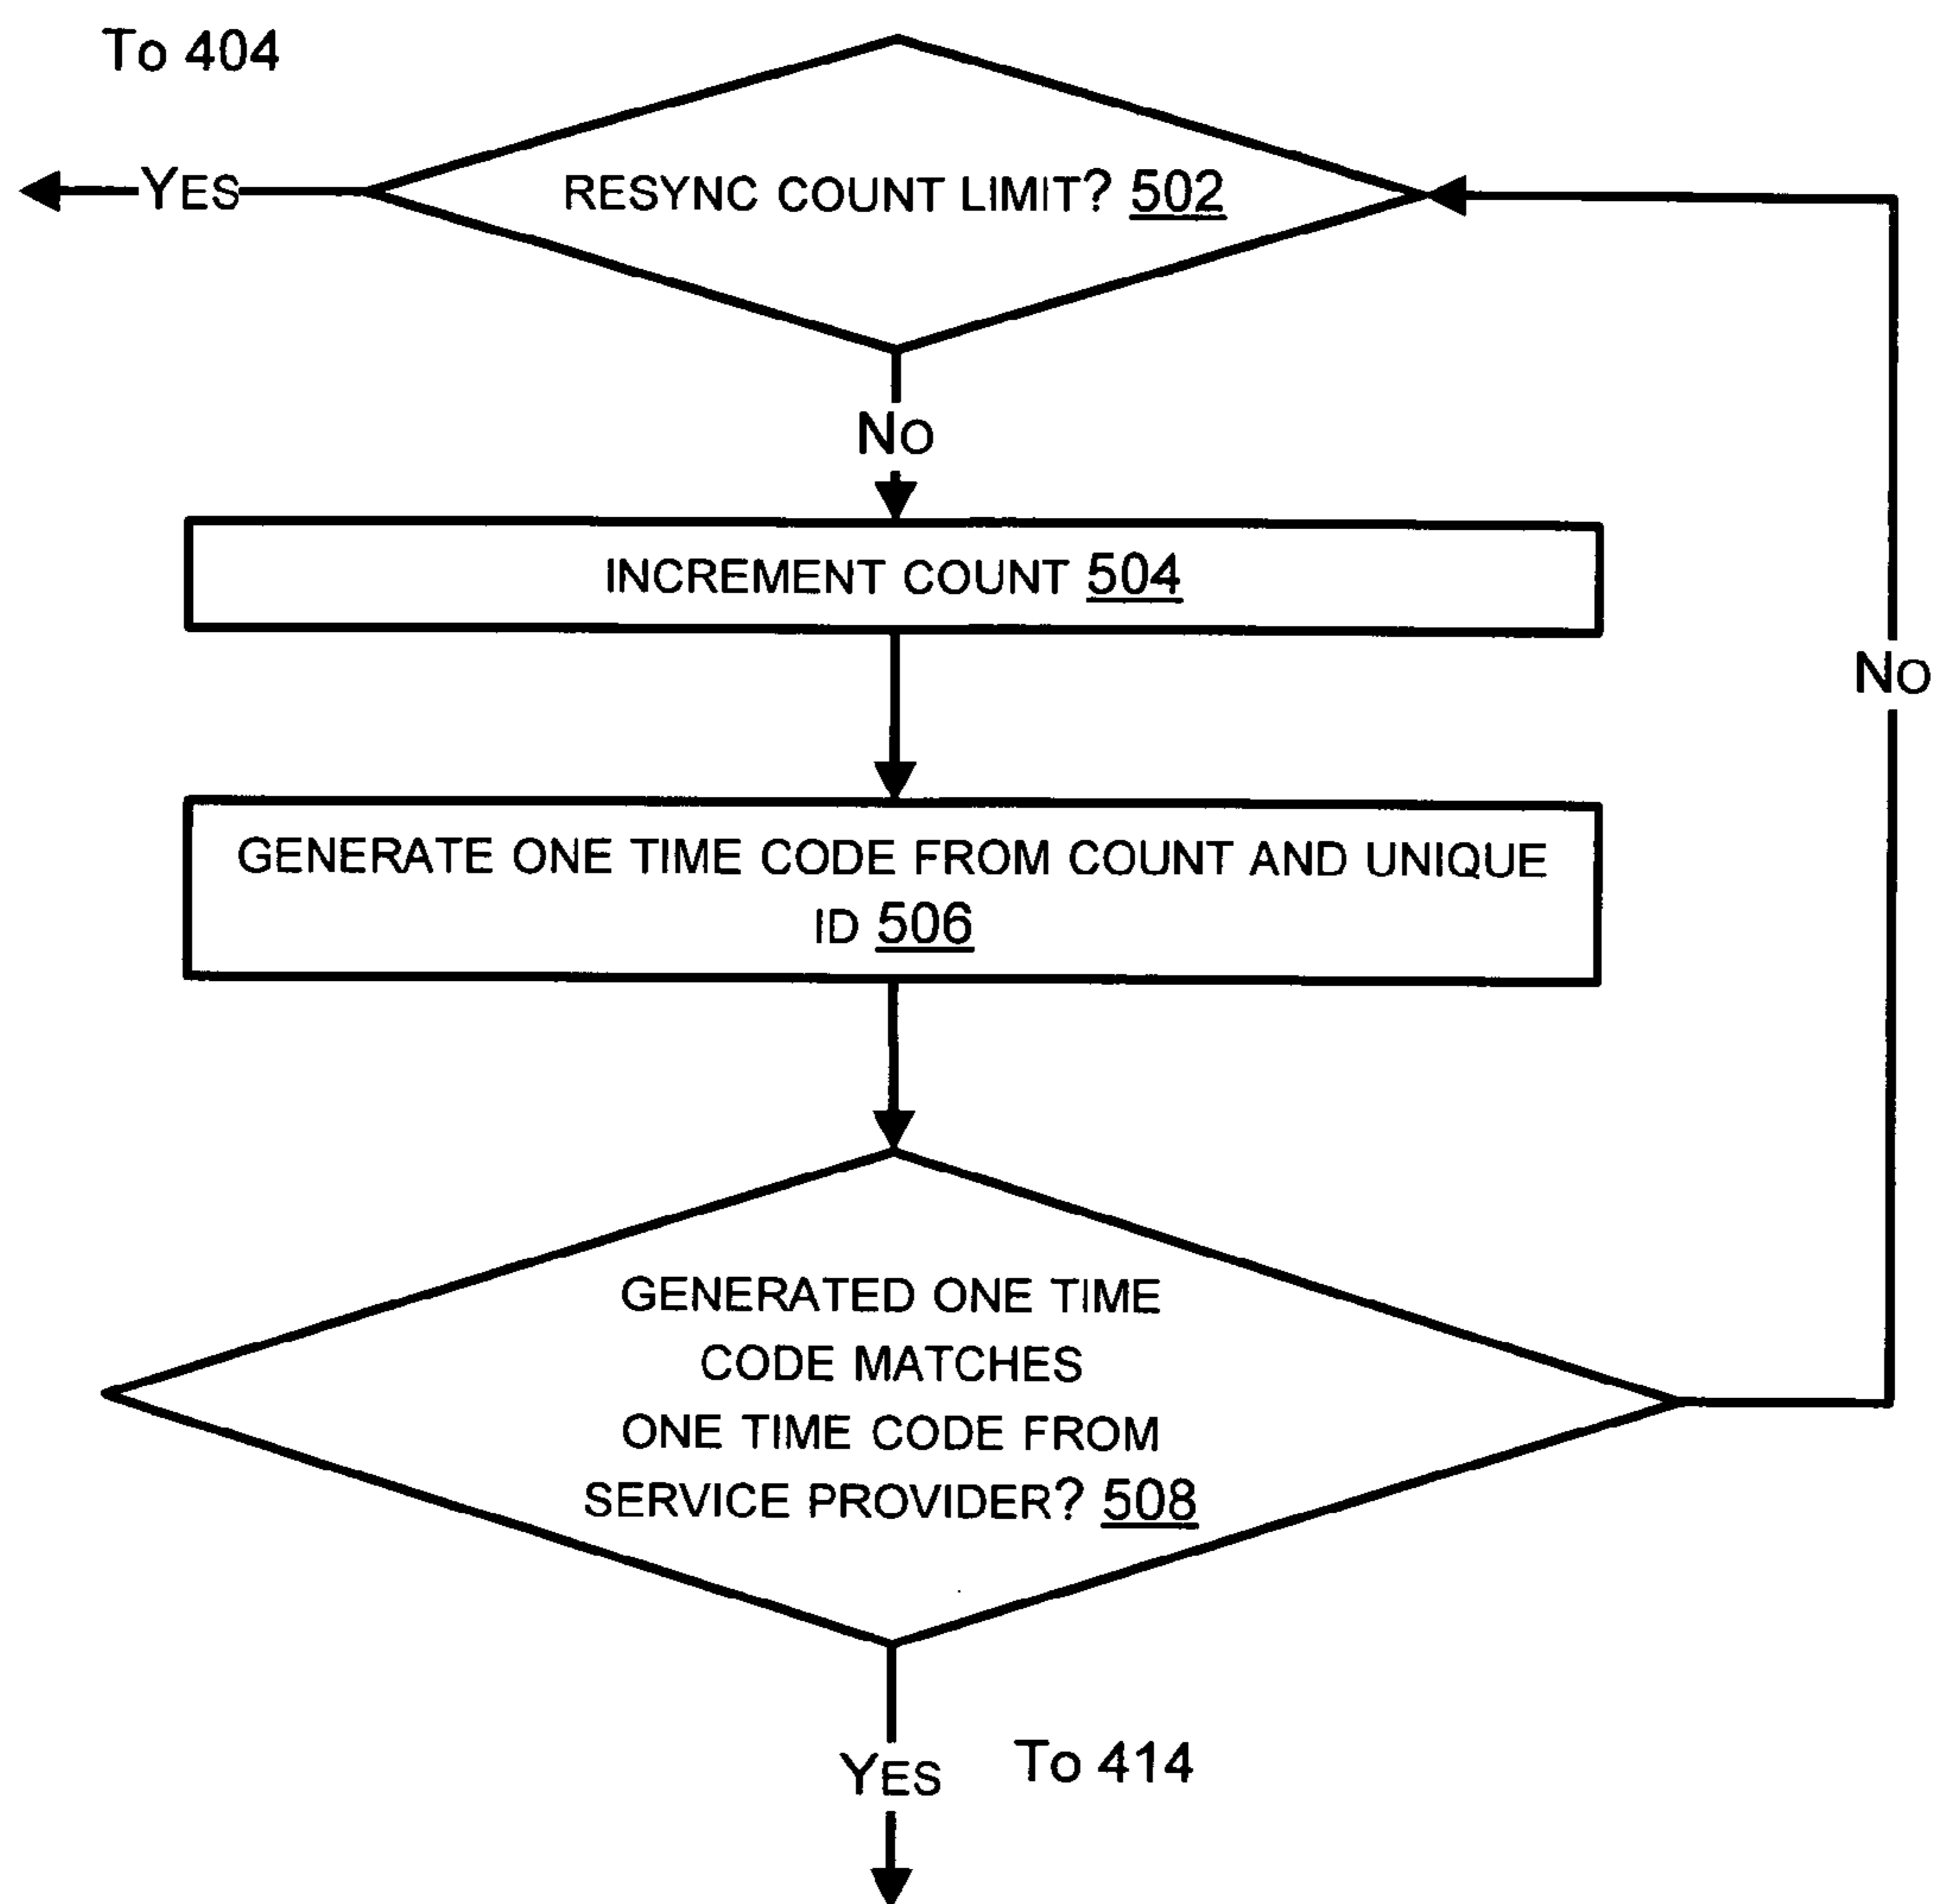 To 404
YES
RESYNC COUNT LIMIT? 502
NO
INCREMENT COUNT 504
NO
GENERATE ONE TIME CODE FROM COUNT AND UNIQUE
ID 506
GENERATED ONE TIME
CODE MATCHES
ONE TIME CODE FROM
SERVICE PROVIDER? 508
YES
To 414